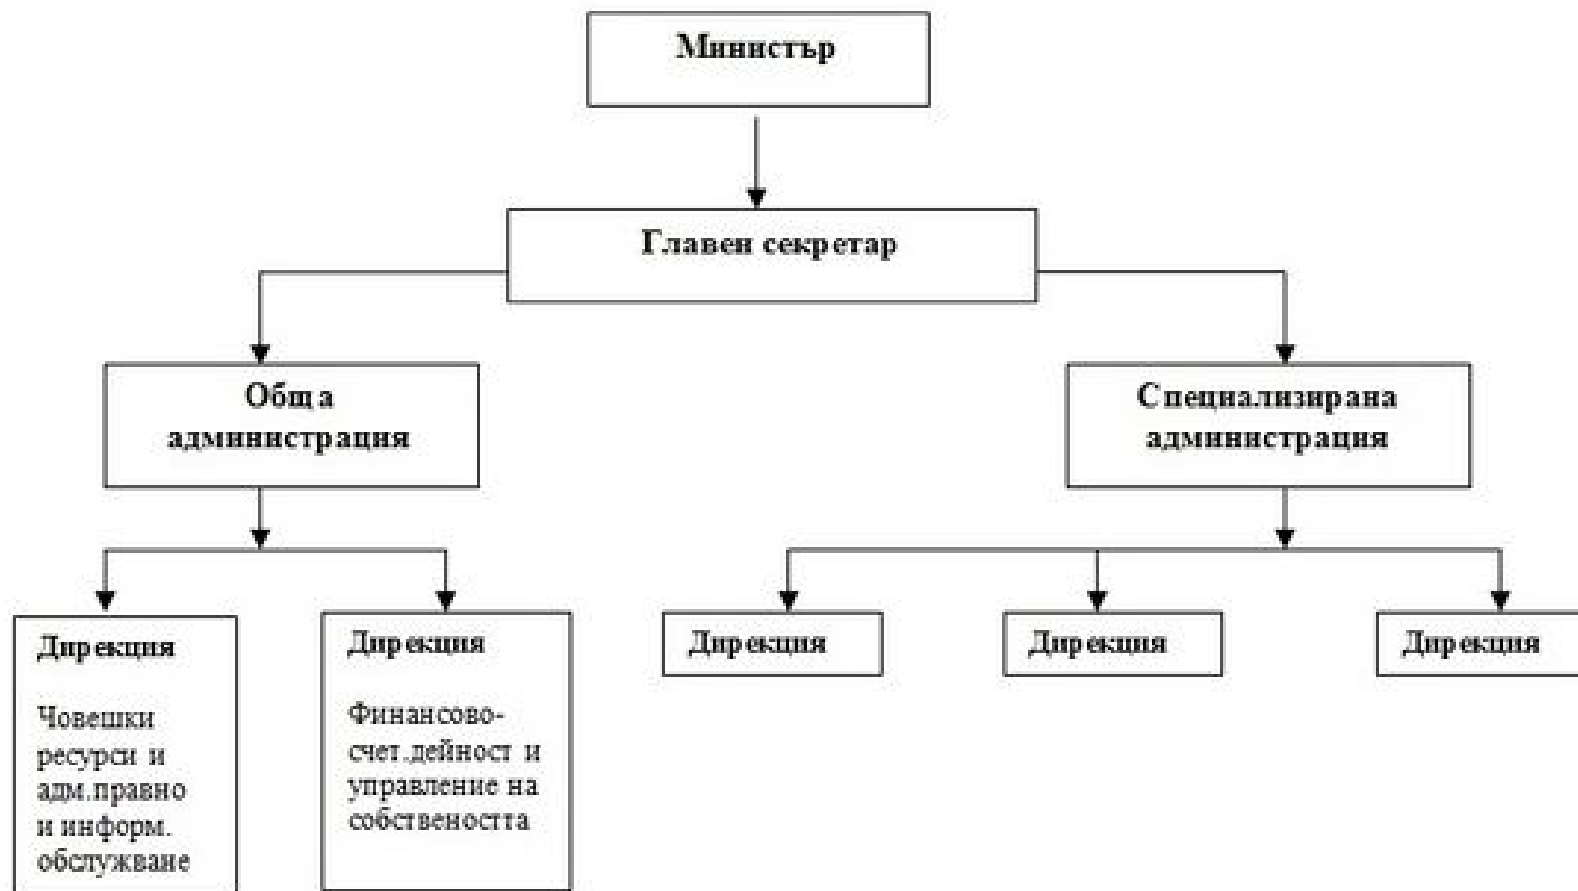 Министър
Главен секретар
Обща
администрация
Специализирана
администрация
Дирекция
Човешки
ресурси и
адм.правно
и информ.
обслужване
Дирекция
Финансово-
счет.дейност и
управление на
собствеността
Дирекция
Дирекция
Дирекция